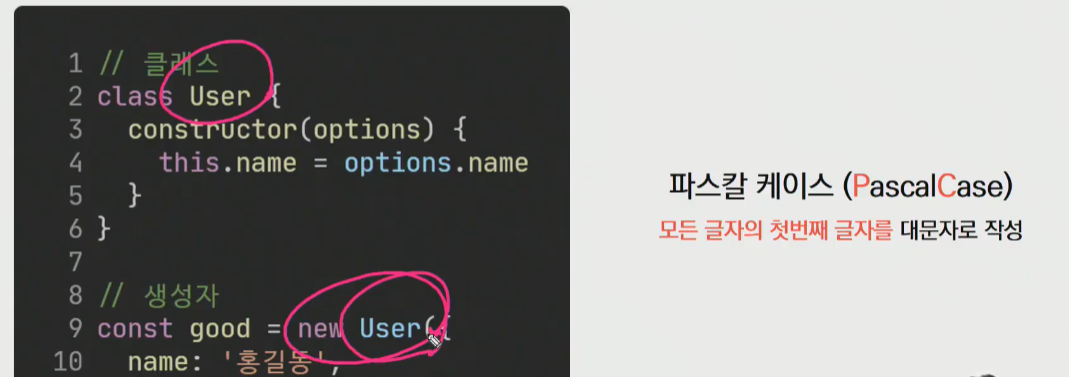 1 // 클래스
2 class User {
3 constructor(options) {
4 this.name = options.name
5 }
6 }
7
8 // 생성자
9 const good = new User({
10 name: '홍길동',
파스칼 케이스 (PascalCase)
모든 글자의 첫번째 글자를 대문자로 작성